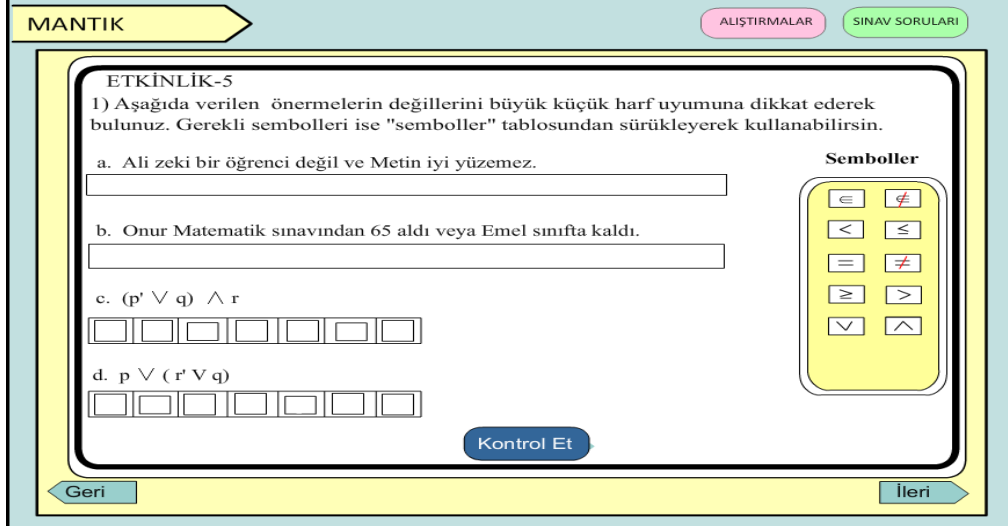 MANTIK
ALIŞTIRMALAR
SINAV SORULARI
ETKİNLİK-5
1) Aşağıda verilen önermelerin değillerini büyük küçük harf uyumuna dikkat ederek
bulunuz. Gerekli sembolleri ise "semboller" tablosundan sürükleyerek kullanabilirsin.
a. Ali zeki bir öğrenci değil ve Metin iyi yüzemez.
b. Onur Matematik sınavından 65 aldı veya Emel sınıfta kaldı.
c. (p' ∨ q) ∧ r
d. p ∨ ( r' V q)
Semboller
∈ ∉
< ≤
= ≠
≥ >
∨ ∧
Kontrol Et
Geri
İleri